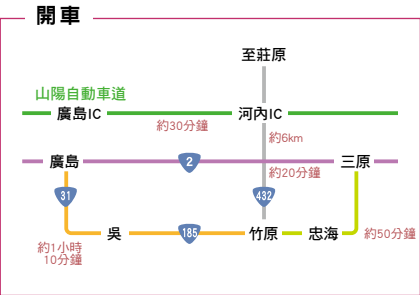 開車
至莊原
山陽自動車道
廣島IC
河內IC
約30分鐘
約6km
廣島
2
三原
約20分鐘
31
432
吳
185
竹原
忠海
約50分鐘
約1小時
10分鐘